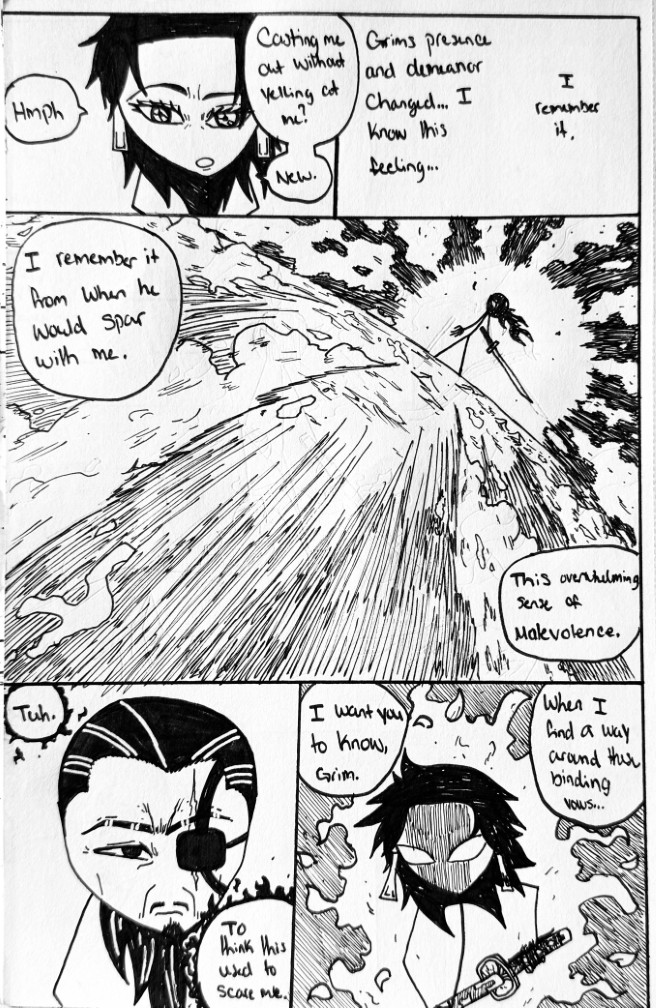 Hmph
Casting me
out without
yelling at
me?
New.
Grims presence
and demeanor
Changed... I
know this
feeling...
I
remember
it.
I remember it
from when he
would spar
with me.
This overwhelming
sense of
Malevolence.
Tuh.
To
think this
used to
scare me.
I want you
to know,
Grim.
When I
find a way
around these
binding
vows...